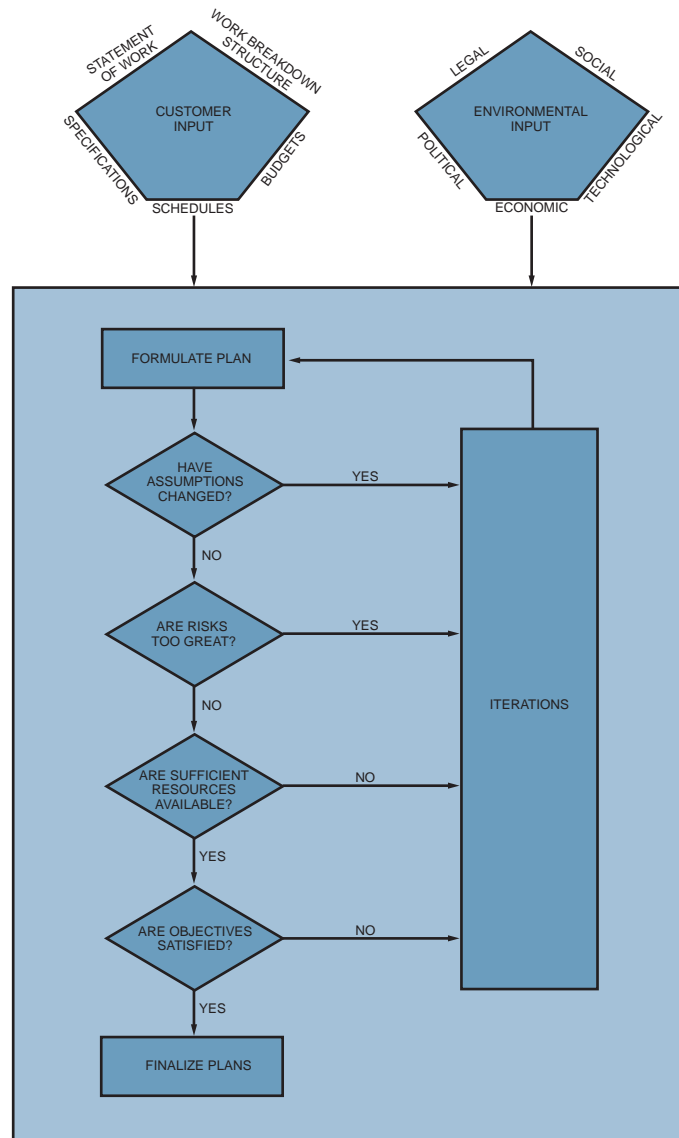 STATEMENT
OF WORK
WORK BREAKDOWN
STRUCTURE
CUSTOMER
INPUT
SPECIFICATIONS
BUDGETS
SCHEDULES
LEGAL
SOCIAL
ENVIRONMENTAL
INPUT
POLITICAL
TECHNOLOGICAL
ECONOMIC
FORMULATE PLAN
HAVE
ASSUMPTIONS
CHANGED?
YES
NO
ARE RISKS
TOO GREAT?
YES
NO
ITERATIONS
ARE SUFFICIENT
RESOURCES
AVAILABLE?
NO
YES
ARE OBJECTIVES
SATISFIED?
NO
YES
FINALIZE PLANS